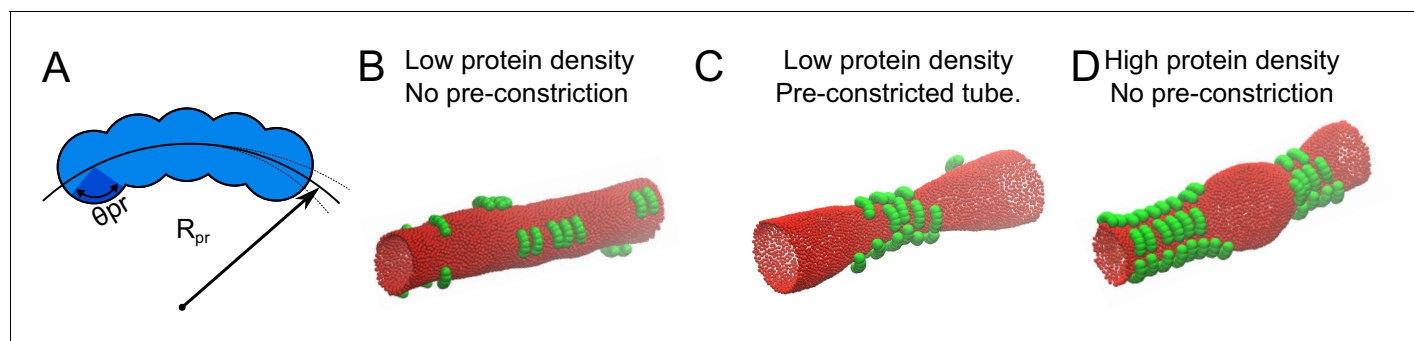 A
B
Low protein density
No pre-constriction
C
Low protein density
Pre-constricted tube.
D
High protein density
No pre-constriction
θpr
Rpr